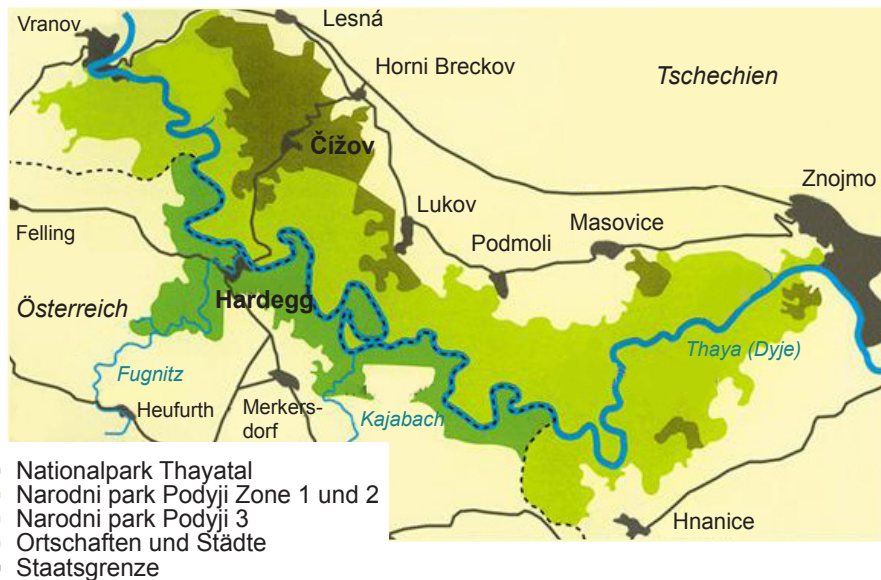 Lesná
Vranov
Horni Breckov
Tschechien
Čížov
Znojmo
Lukov
Masovice
Felling
Podmoli
Österreich
Hardegg
Thaya (Dyje)
Fugnitz
Merkers-
dorf
Kajabach
Heufurth
Hnanice
Nationalpark Thayatal
Narodni park Podyji Zone 1 und 2
Narodni park Podyji 3
Ortschaften und Städte
Staatsgrenze